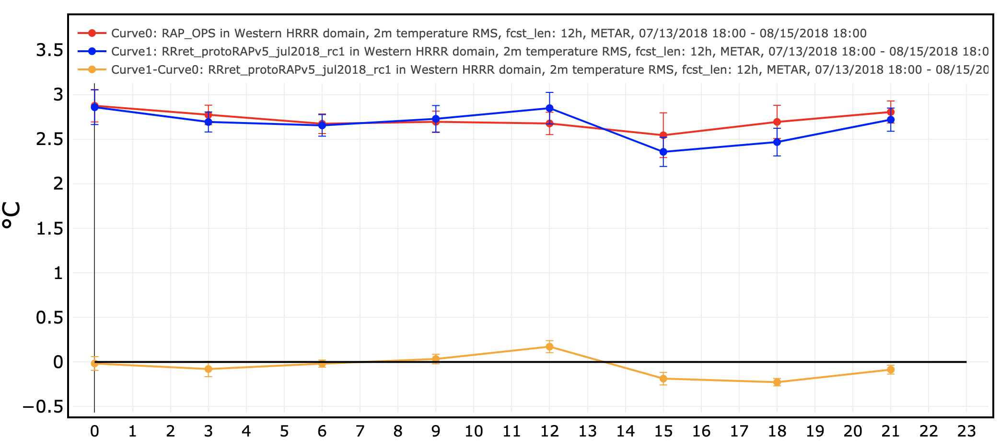 Curve0: RAP_OPS in Western HRRR domain, 2m temperature RMS, fcst_len: 12h, METAR, 07/13/2018 18:00 - 08/15/2018 18:00
Curve1: RRret_protoRAPv5_jul2018_rc1 in Western HRRR domain, 2m temperature RMS, fcst_len: 12h, METAR, 07/13/2018 18:00 - 08/15/2018 18:0
Curve1-Curve0: RRret_protoRAPv5_jul2018_rc1 in Western HRRR domain, 2m temperature RMS, fcst_len: 12h, METAR, 07/13/2018 18:00 - 08/15/20
3.5
3
2.5
2
1.5
1
0.5
0
−0.5
°C
0 1 2 3 4 5 6 7 8 9 10 11 12 13 14 15 16 17 18 19 20 21 22 23